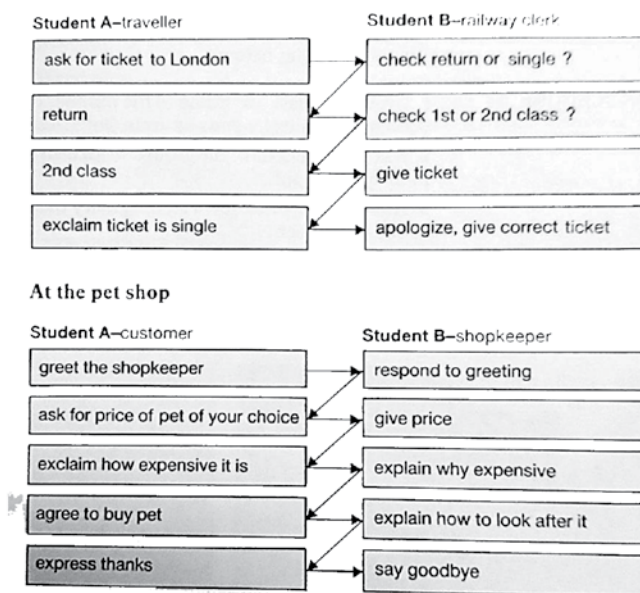 Student A–traveller
Student B–railway clerk
ask for ticket to London
check return or single ?
return
check 1st or 2nd class ?
2nd class
give ticket
exclaim ticket is single
apologize, give correct ticket
At the pet shop
Student A–customer
Student B–shopkeeper
greet the shopkeeper
respond to greeting
ask for price of pet of your choice
give price
exclaim how expensive it is
explain why expensive
agree to buy pet
explain how to look after it
express thanks
say goodbye